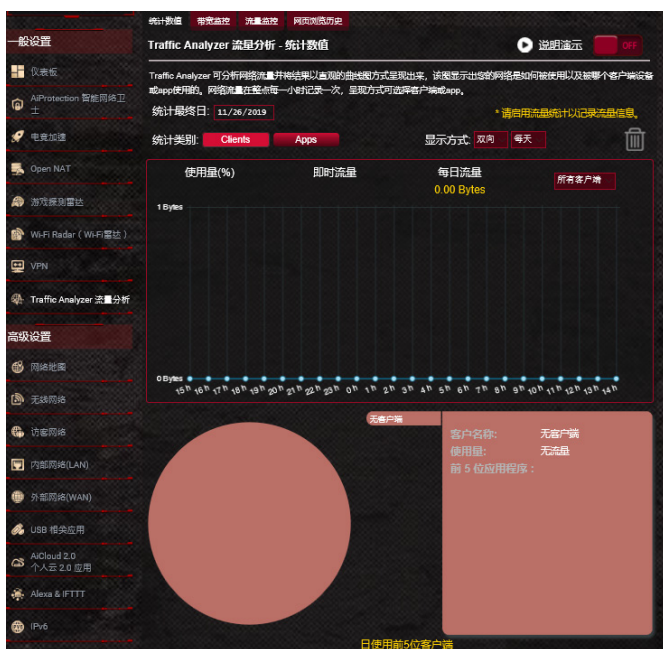 统计数值 带宽监控 流量监控 网页浏览历史
一般设置
Traffic Analyzer 流量分析 - 统计数值
说明演示
OFF
仪表板
Traffic Analyzer 可分析网络流量并将结果以直观的曲线图方式呈现出来，该图显示出您的网络是如何被使用以及被哪个客户端设备
或app使用的。网络流量在整点每一小时记录一次，呈现方式可选择客户端或app。
AiProtection 智能网络卫
士
统计最终日: 11/26/2019
* 请启用流量统计以记录流量信息。
电竞加速
统计类别: Clients Apps
显示方式: 双向 每天
Open NAT
使用量(%) 即时流量 每日流量
0.00 Bytes
所有客户端
游戏探测雷达
1 Bytes
Wi-Fi Radar ( Wi-Fi雷达 )
VPN
Traffic Analyzer 流量分析
高级设置
网络地图
0 Bytes
15 h 16 h 17 h 18 h 19 h 20 h 21 h 22 h 23 h 0 h 1 h 2 h 3 h 4 h 5 h 6 h 7 h 8 h 9 h 10 h 11 h 12 h 13 h 14 h
无线网络
无客户端
访客网络
客户名称: 无客户端
使用量: 无流量
前 5 位应用程序：
内部网络(LAN)
外部网络(WAN)
USB 相关应用
AiCloud 2.0
个人云 2.0 应用
Alexa & IFTTT
IPv6
日使用前5位客户端